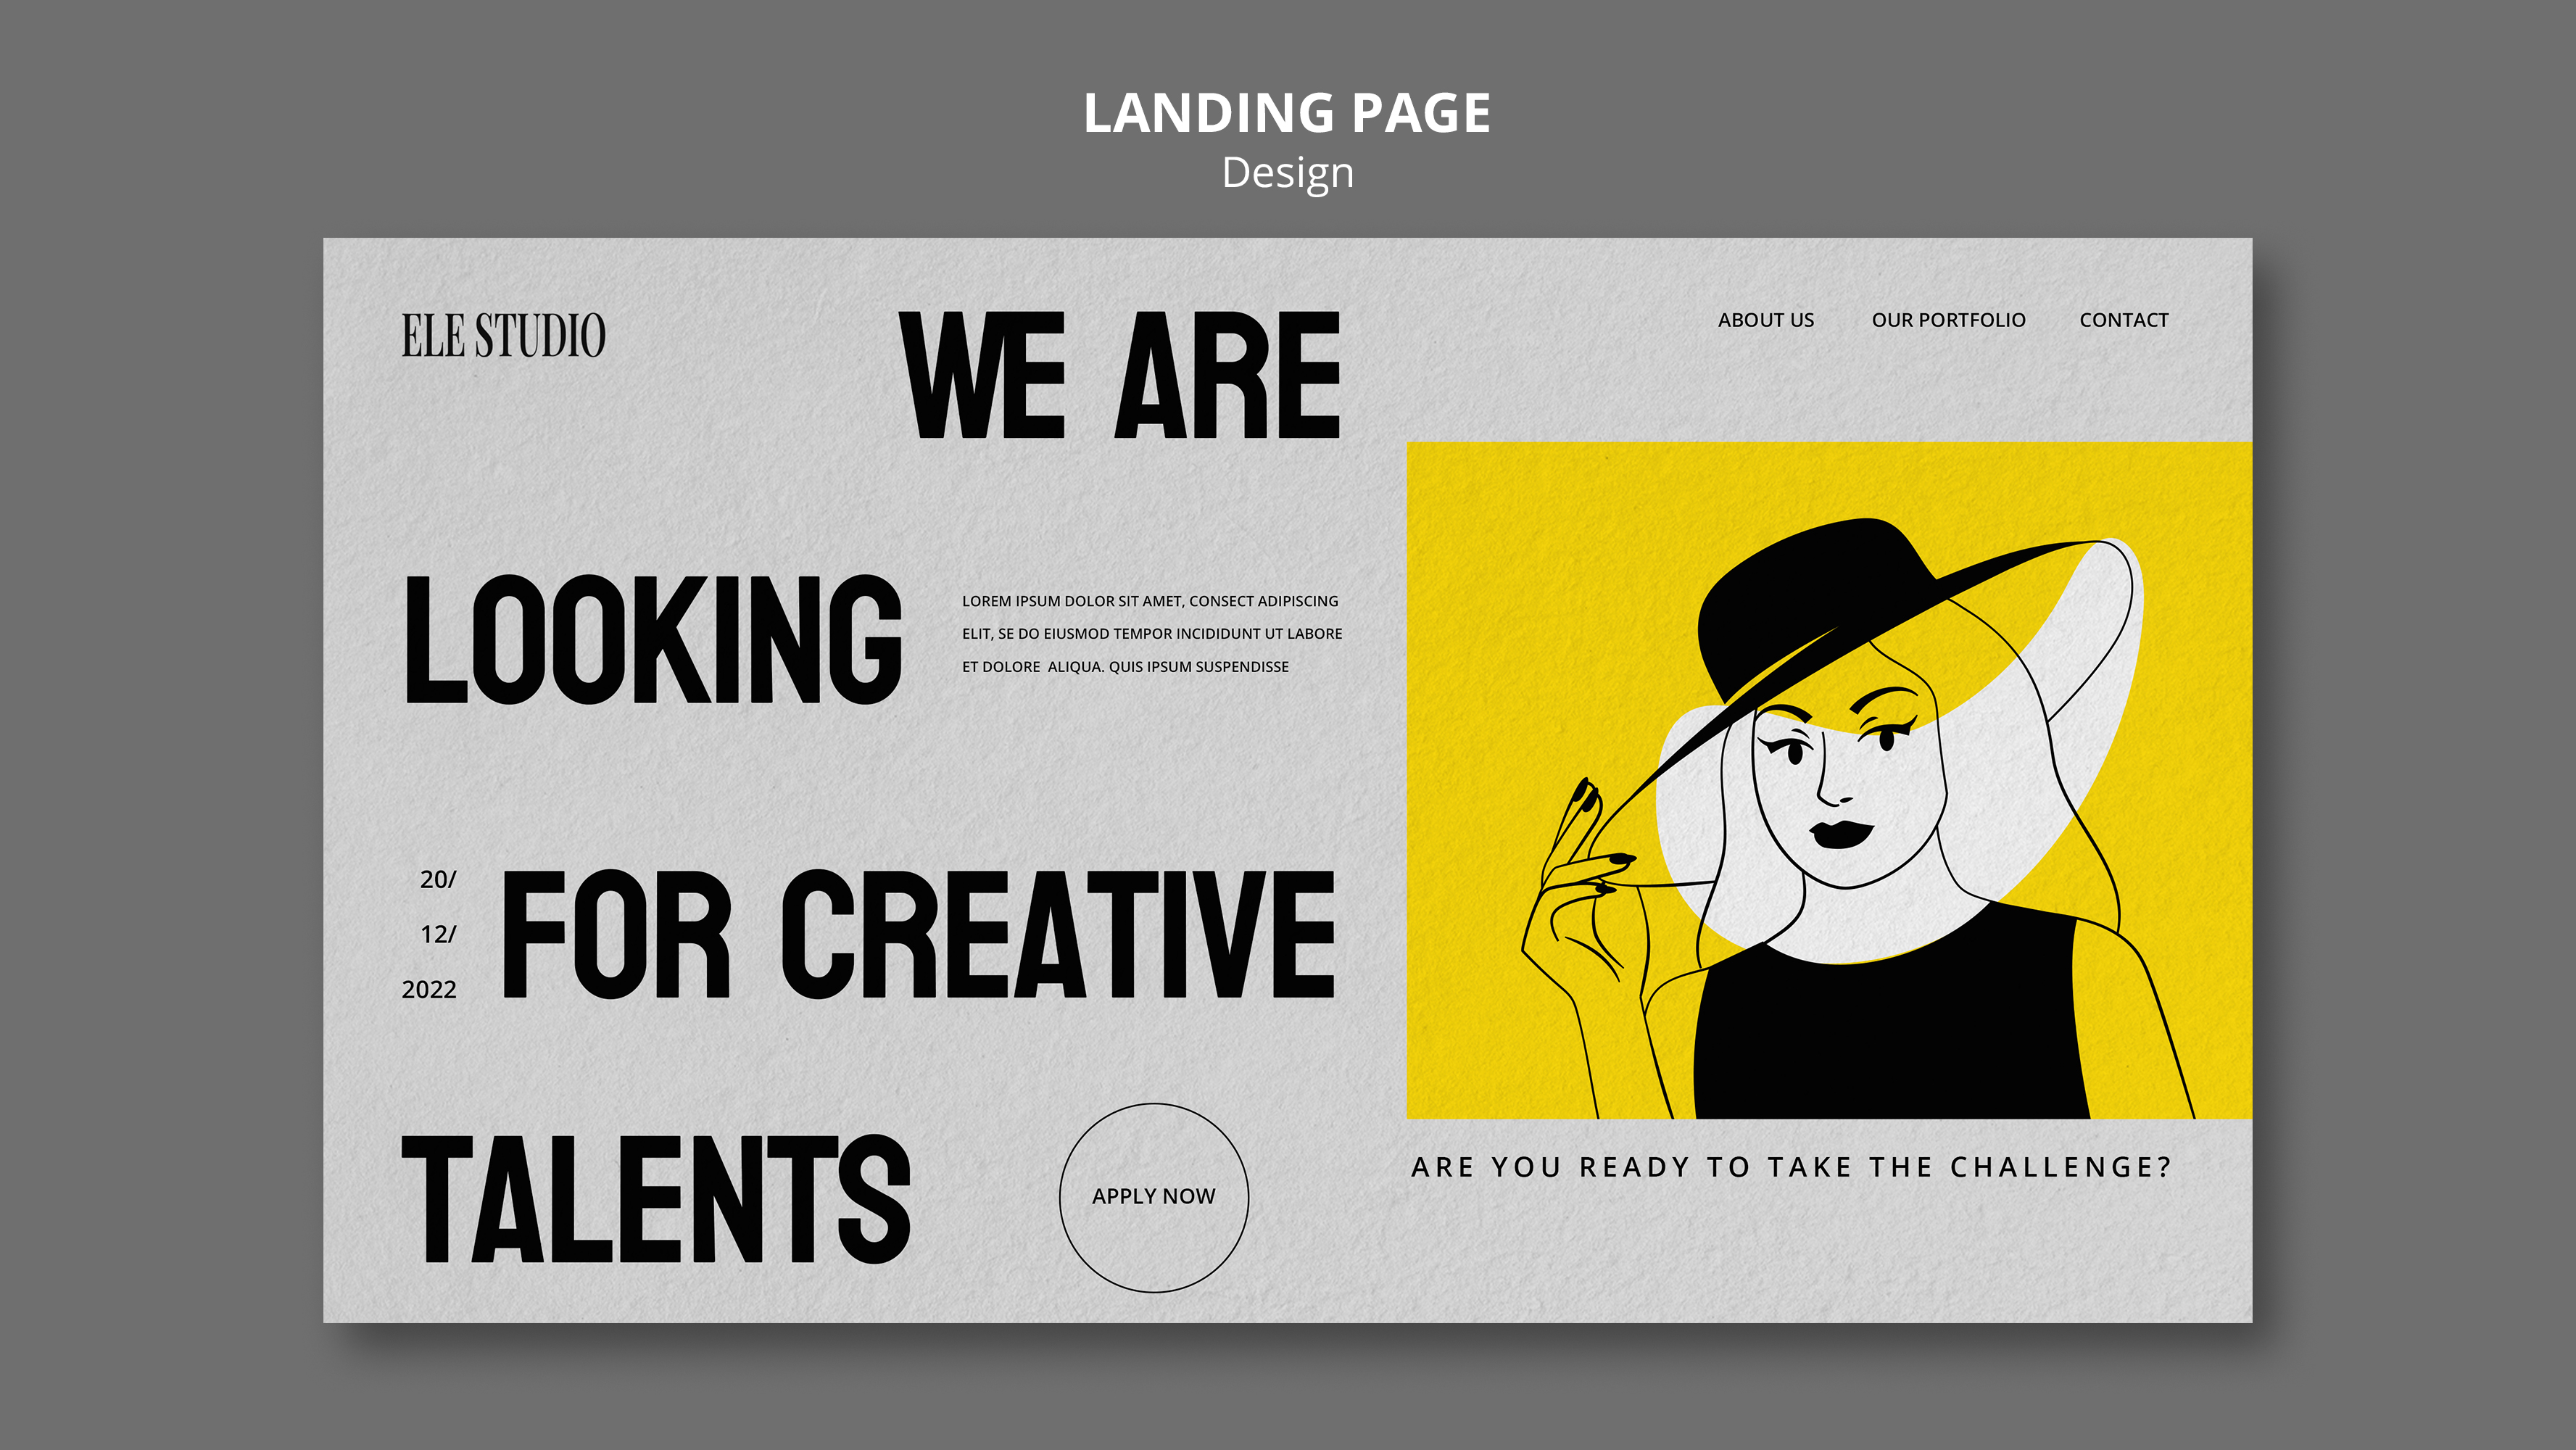 LANDING PAGE
Design
ELE STUDIO
ABOUT US
OUR PORTFOLIO
CONTACT
WE ARE
LOOKING
LOREM IPSUM DOLOR SIT AMET, CONSECT ADIPISCING
ELIT, SE DO EIUSMOD TEMPOR INCIDIDUNT UT LABORE
ET DOLORE  ALIQUA. QUIS IPSUM SUSPENDISSE
20/
12/
2022
FOR CREATIVE
TALENTS
APPLY NOW
ARE YOU READY TO TAKE THE CHALLENGE?